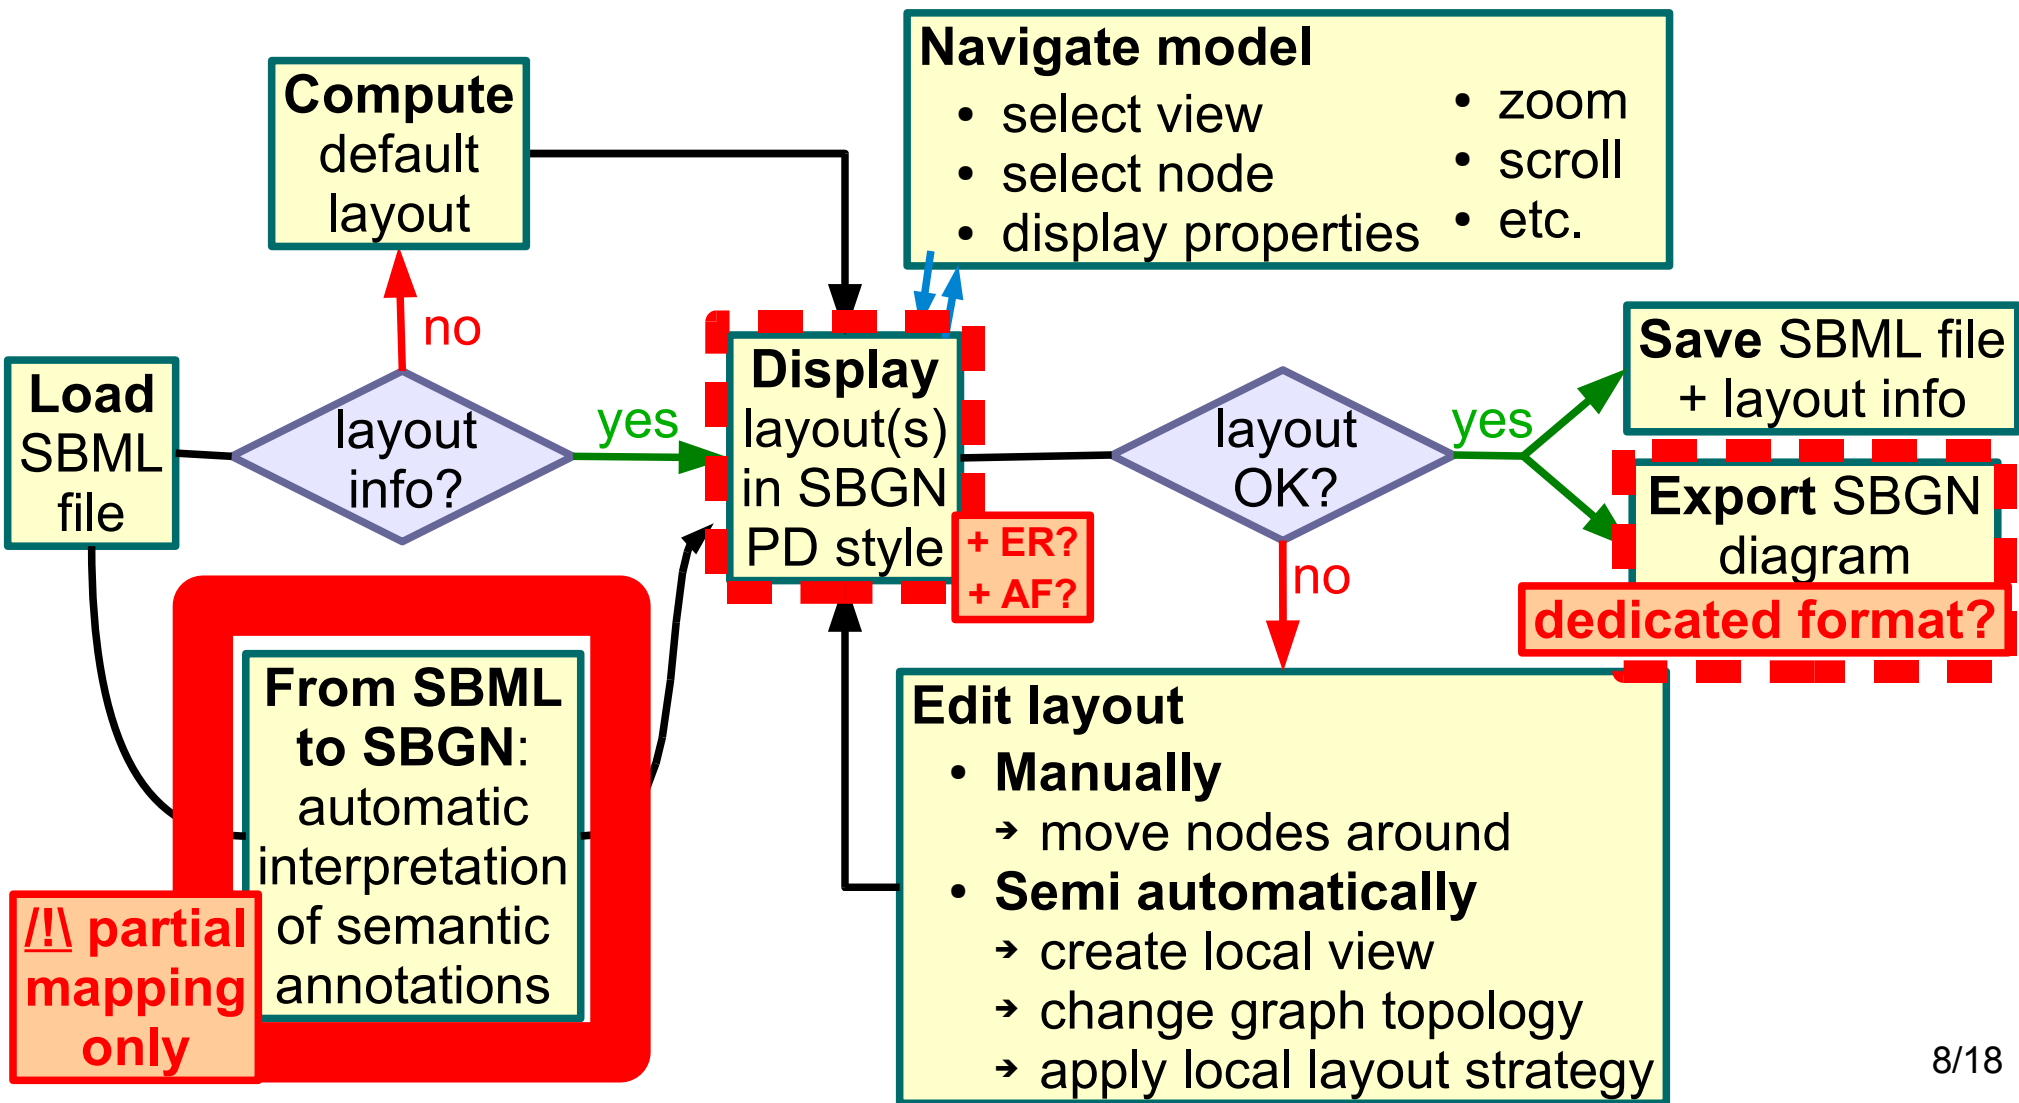 Navigate model
• select view
• select node
• display properties
• zoom
• scroll
• etc.
Compute
default
layout
no
Load
SBML
file
layout
info?
yes
Display
layout(s)
in SBGN
PD style
+ ER?
+ AF?
layout
OK?
yes
no
Save SBML file
+ layout info
Export SBGN
diagram
dedicated format?
From SBML
to SBGN:
automatic
interpretation
of semantic
annotations
/!\ partial
mapping
only
Edit layout
• Manually
➔ move nodes around
• Semi automatically
➔ create local view
➔ change graph topology
➔ apply local layout strategy
8/18